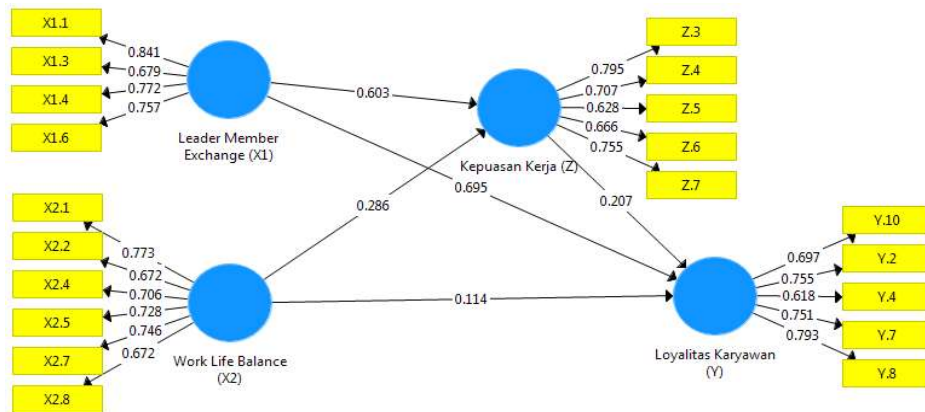 X1.1
X1.3
X1.4
X1.6
0.841
0.679
0.772
0.757
Leader Member
Exchange (X1)
0.603
0.695
Z.3
Z.4
Z.5
Z.6
Z.7
0.795
0.707
0.628
0.666
0.755
Kepuasan Kerja (Z)
0.286
0.207
X2.1
X2.2
X2.4
X2.5
X2.7
X2.8
0.773
0.672
0.706
0.728
0.746
0.672
Work Life Balance
(X2)
0.114
Y.10
Y.2
Y.4
Y.7
Y.8
0.697
0.755
0.618
0.751
0.793
Loyalitas Karyawan
(Y)